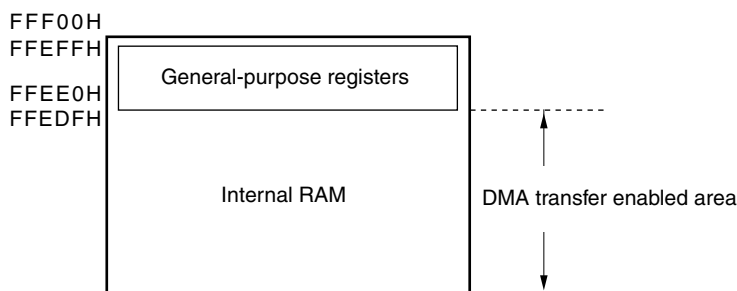 FFF00H
FFEFFH
General-purpose registers
FFEE0H
FFEDFH
Internal RAM
DMA transfer enabled area